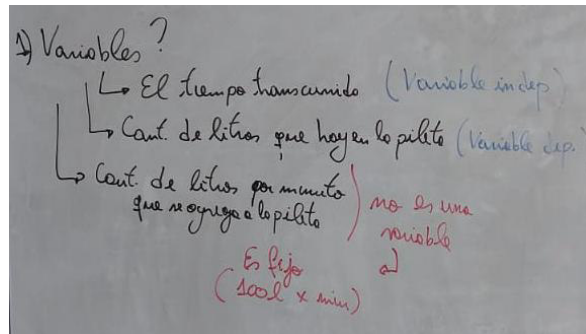 1) Variables?
↳ El tiempo transcurrido (Variable indep)
↳ Cant. de litros que hay en la pileta (Variable dep.
↳ Cant. de litros por minuto
que se agrega a la pileta
no es una
variable
Es fijo
(100l x min)